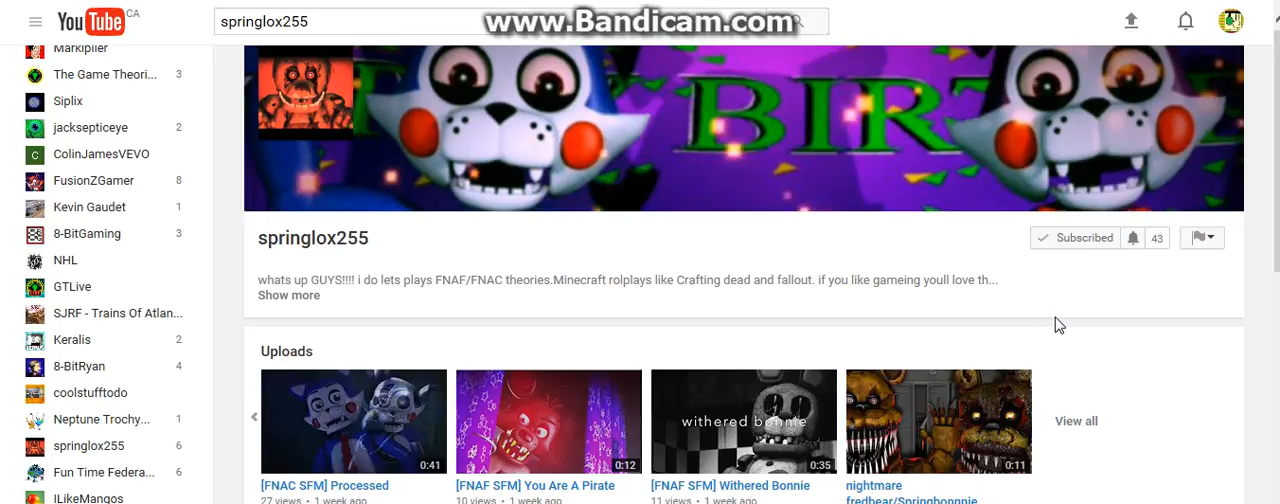 www.Bandicam.com
YouTube CA
springlox255
Markiplier
The Game Theori... 3
Siplix
jacksepticeye 2
ColinJamesVEVO
FusionZGamer 8
Kevin Gaudet 1
8-BitGaming 3
NHL
GTLive
SJRF - Trains Of Atlan...
Keralis 2
8-BitRyan 4
coolstufftodo
Neptune Trochy... 1
springlox255 6
Fun Time Federa... 6
ILikeMangos
BIRT
springlox255
Subscribed 43
whats up GUYS!!!! i do lets plays FNAF/FNAC theories.Minecraft rolplays like Crafting dead and fallout. if you like gameing youll love th...
Show more
Uploads
withered bonnie
0:41
0:12
0:35
0:11
View all
[FNAC SFM] Processed
27 views • 1 week ago
[FNAF SFM] You Are A Pirate
10 views • 1 week ago
[FNAF SFM] Withered Bonnie
11 views • 1 week ago
nightmare
fredbear/Springbonnnie